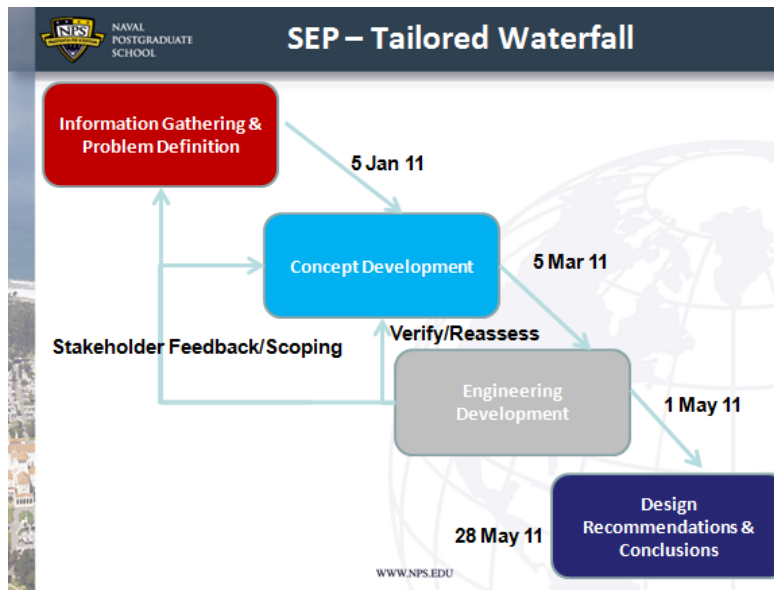 NPS
NAVAL
POSTGRADUATE
SCHOOL
SEP – Tailored Waterfall
Information Gathering &
Problem Definition
5 Jan 11
Concept Development
5 Mar 11
Stakeholder Feedback/Scoping
Verify/Reassess
Engineering
Development
1 May 11
Design
Recommendations &
Conclusions
28 May 11
WWW.NPS.EDU